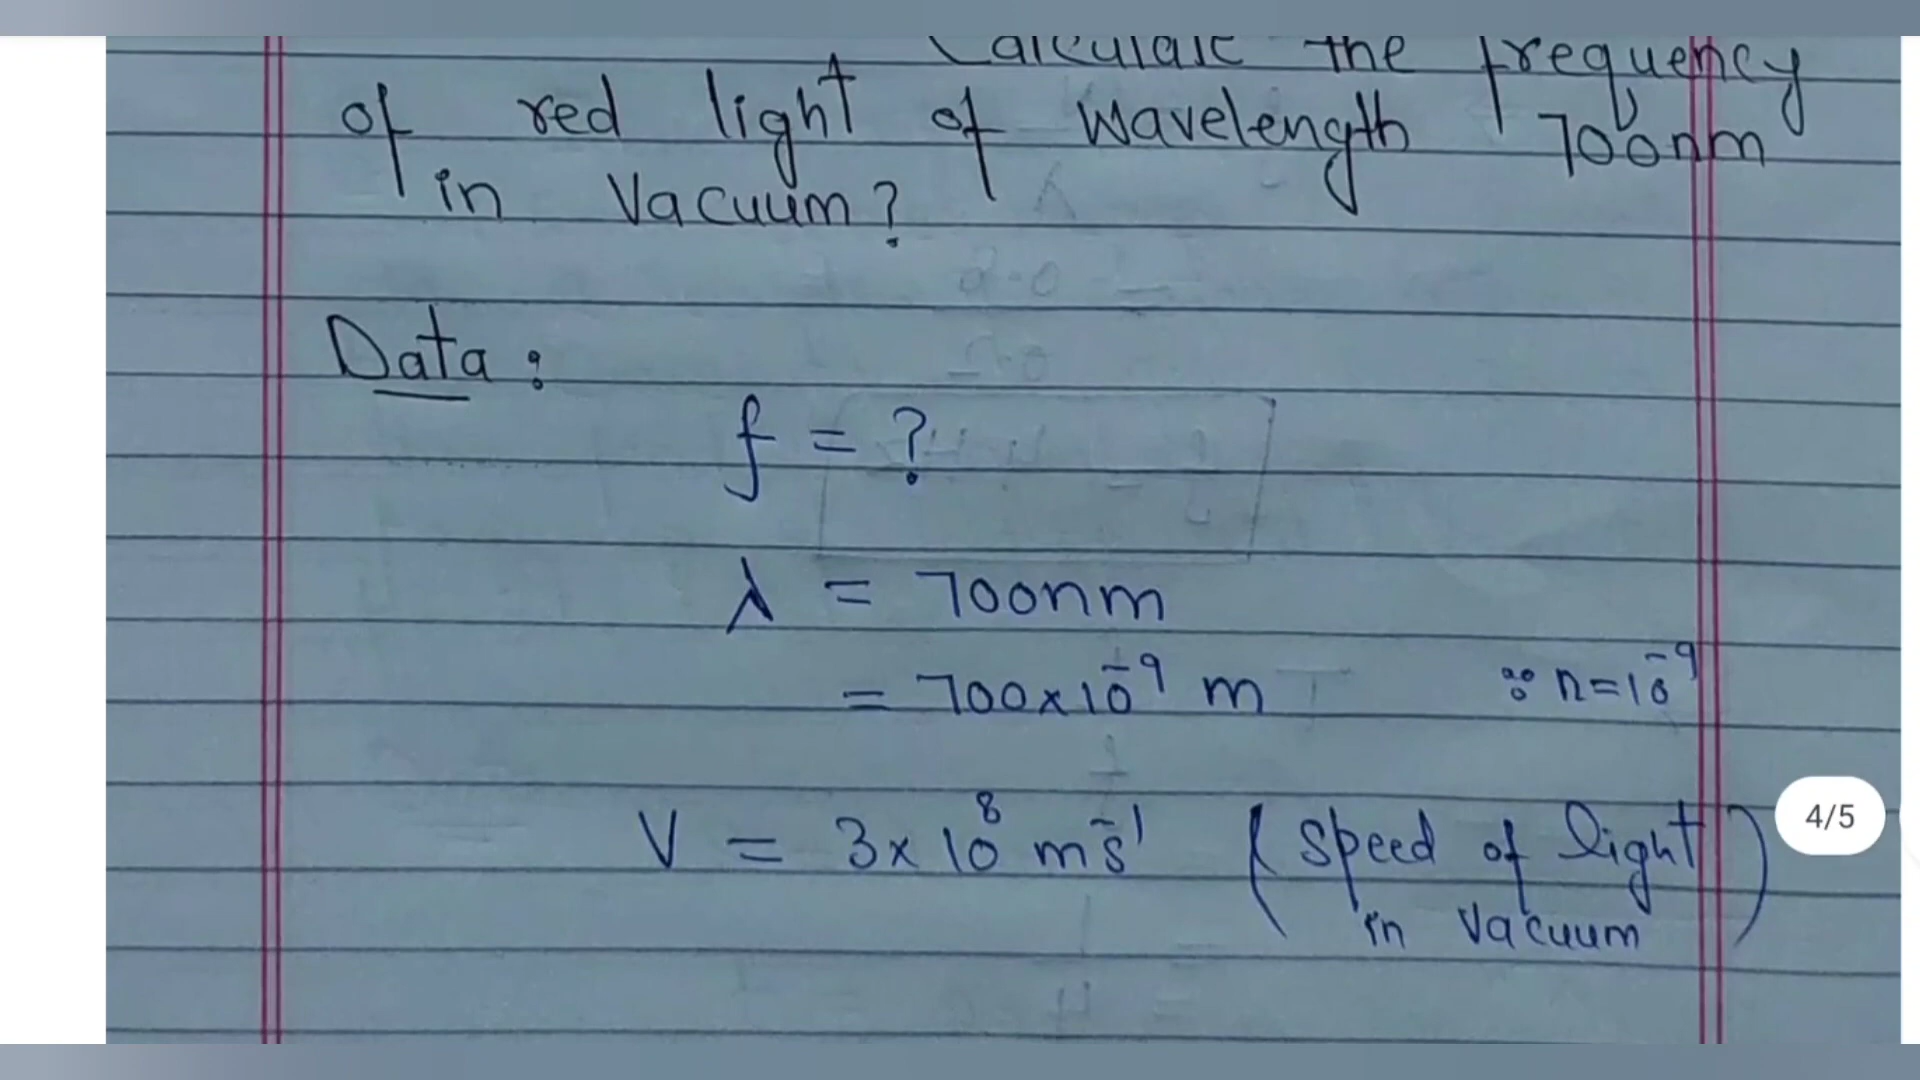 Calculate the frequency
of red light of wavelength 700nm
in Vacuum?
Data :
f = ?
λ = 700nm
= 700×10⁻⁹ m ∵ n=10⁻⁹
V = 3×10⁸ ms⁻¹ (speed of light
in Vacuum)
4/5